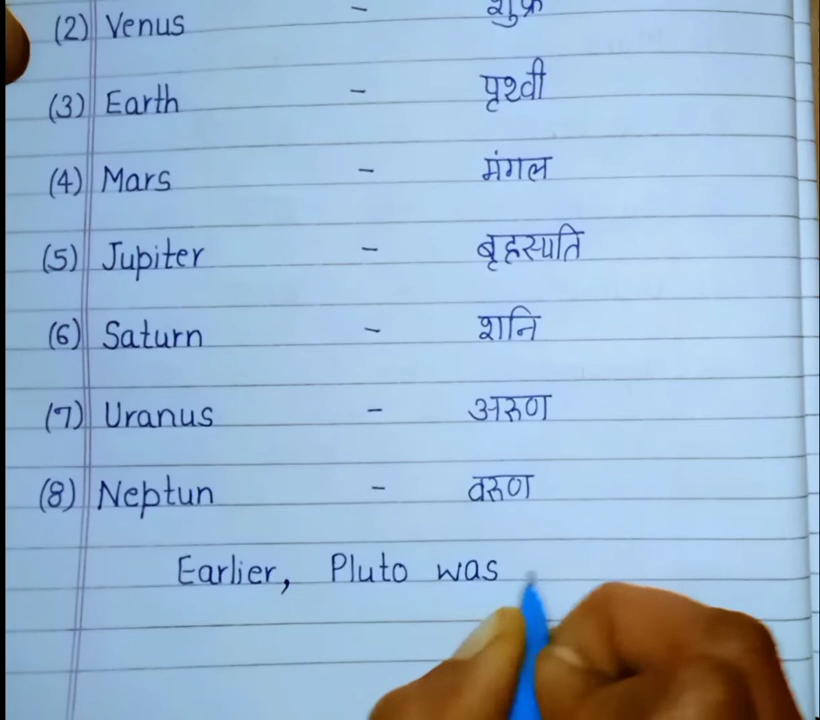 (2) Venus - शुक्र
(3) Earth - पृथ्वी
(4) Mars - मंगल
(5) Jupiter - बृहस्पति
(6) Saturn - शनि
(7) Uranus - अरुण
(8) Neptun - वरुण
Earlier, Pluto was